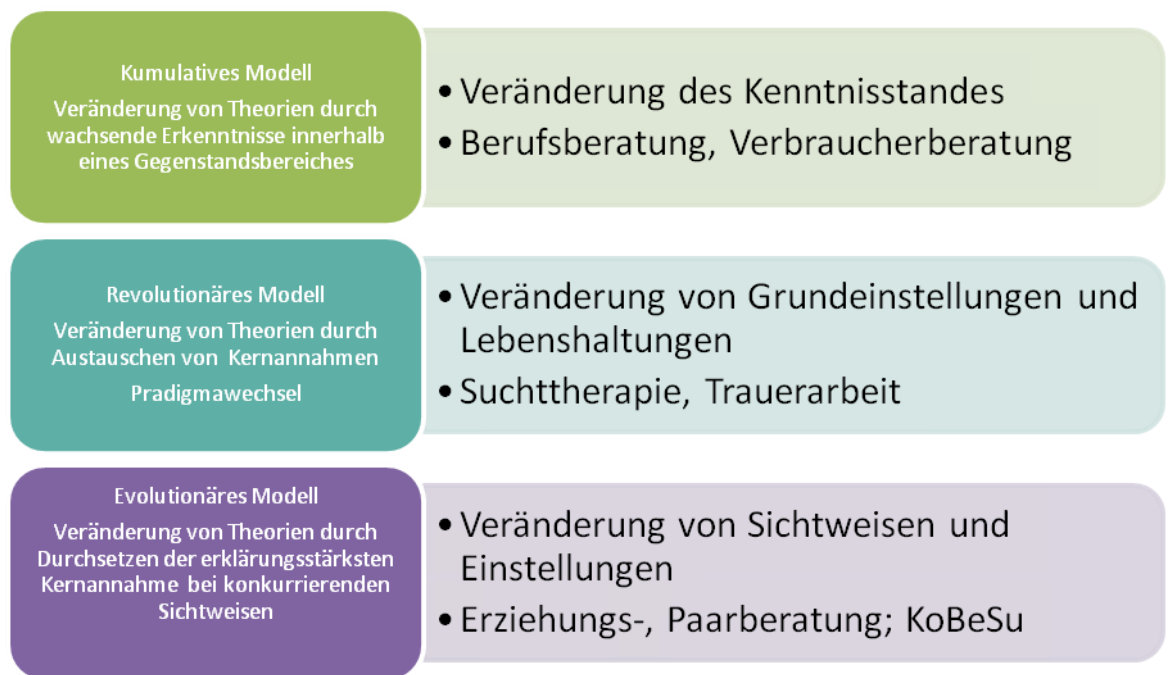 Kumulatives Modell
Veränderung von Theorien durch
wachsende Erkenntnisse innerhalb
eines Gegenstandsbereiches
• Veränderung des Kenntnisstandes
• Berufsberatung, Verbraucherberatung
Revolutionäres Modell
Veränderung von Theorien durch
Austauschen von Kernannahmen
Pradigmawechsel
• Veränderung von Grundeinstellungen und
Lebenshaltungen
• Suchttherapie, Trauerarbeit
Evolutionäres Modell
Veränderung von Theorien durch
Durchsetzen der erklärungsstärksten
Kernannahme bei konkurrierenden
Sichtweisen
• Veränderung von Sichtweisen und
Einstellungen
• Erziehungs-, Paarberatung; KoBeSu